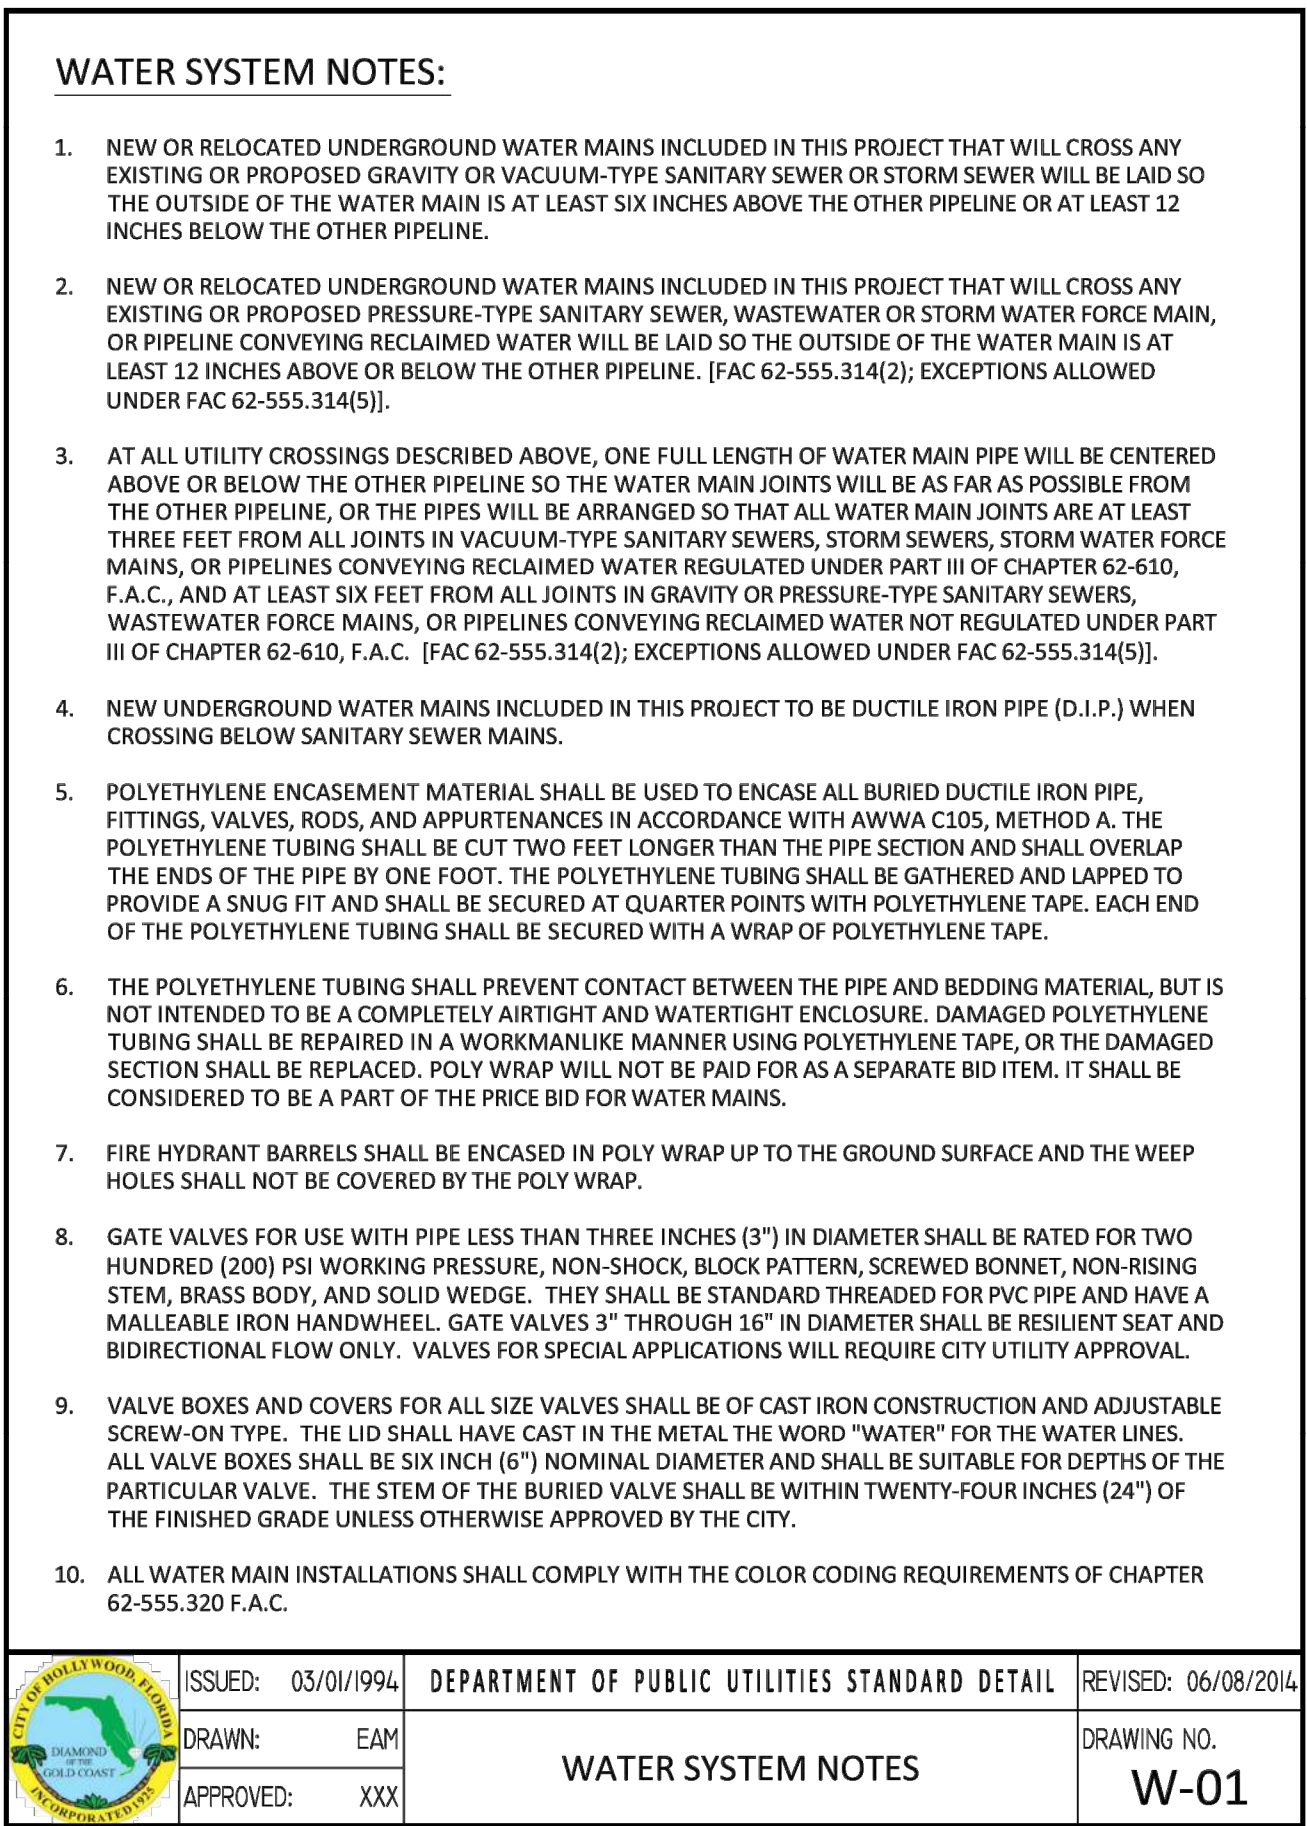 WATER SYSTEM NOTES:
1. NEW OR RELOCATED UNDERGROUND WATER MAINS INCLUDED IN THIS PROJECT THAT WILL CROSS ANY
EXISTING OR PROPOSED GRAVITY OR VACUUM-TYPE SANITARY SEWER OR STORM SEWER WILL BE LAID SO
THE OUTSIDE OF THE WATER MAIN IS AT LEAST SIX INCHES ABOVE THE OTHER PIPELINE OR AT LEAST 12
INCHES BELOW THE OTHER PIPELINE.
2. NEW OR RELOCATED UNDERGROUND WATER MAINS INCLUDED IN THIS PROJECT THAT WILL CROSS ANY
EXISTING OR PROPOSED PRESSURE-TYPE SANITARY SEWER, WASTEWATER OR STORM WATER FORCE MAIN,
OR PIPELINE CONVEYING RECLAIMED WATER WILL BE LAID SO THE OUTSIDE OF THE WATER MAIN IS AT
LEAST 12 INCHES ABOVE OR BELOW THE OTHER PIPELINE. [FAC 62-555.314(2); EXCEPTIONS ALLOWED
UNDER FAC 62-555.314(5)].
3. AT ALL UTILITY CROSSINGS DESCRIBED ABOVE, ONE FULL LENGTH OF WATER MAIN PIPE WILL BE CENTERED
ABOVE OR BELOW THE OTHER PIPELINE SO THE WATER MAIN JOINTS WILL BE AS FAR AS POSSIBLE FROM
THE OTHER PIPELINE, OR THE PIPES WILL BE ARRANGED SO THAT ALL WATER MAIN JOINTS ARE AT LEAST
THREE FEET FROM ALL JOINTS IN VACUUM-TYPE SANITARY SEWERS, STORM SEWERS, STORM WATER FORCE
MAINS, OR PIPELINES CONVEYING RECLAIMED WATER REGULATED UNDER PART III OF CHAPTER 62-610,
F.A.C., AND AT LEAST SIX FEET FROM ALL JOINTS IN GRAVITY OR PRESSURE-TYPE SANITARY SEWERS,
WASTEWATER FORCE MAINS, OR PIPELINES CONVEYING RECLAIMED WATER NOT REGULATED UNDER PART
III OF CHAPTER 62-610, F.A.C. [FAC 62-555.314(2); EXCEPTIONS ALLOWED UNDER FAC 62-555.314(5)].
4. NEW UNDERGROUND WATER MAINS INCLUDED IN THIS PROJECT TO BE DUCTILE IRON PIPE (D.I.P.) WHEN
CROSSING BELOW SANITARY SEWER MAINS.
5. POLYETHYLENE ENCASEMENT MATERIAL SHALL BE USED TO ENCASE ALL BURIED DUCTILE IRON PIPE,
FITTINGS, VALVES, RODS, AND APPURTENANCES IN ACCORDANCE WITH AWWA C105, METHOD A. THE
POLYETHYLENE TUBING SHALL BE CUT TWO FEET LONGER THAN THE PIPE SECTION AND SHALL OVERLAP
THE ENDS OF THE PIPE BY ONE FOOT. THE POLYETHYLENE TUBING SHALL BE GATHERED AND LAPPED TO
PROVIDE A SNUG FIT AND SHALL BE SECURED AT QUARTER POINTS WITH POLYETHYLENE TAPE. EACH END
OF THE POLYETHYLENE TUBING SHALL BE SECURED WITH A WRAP OF POLYETHYLENE TAPE.
6. THE POLYETHYLENE TUBING SHALL PREVENT CONTACT BETWEEN THE PIPE AND BEDDING MATERIAL, BUT IS
NOT INTENDED TO BE A COMPLETELY AIRTIGHT AND WATERTIGHT ENCLOSURE. DAMAGED POLYETHYLENE
TUBING SHALL BE REPAIRED IN A WORKMANLIKE MANNER USING POLYETHYLENE TAPE, OR THE DAMAGED
SECTION SHALL BE REPLACED. POLY WRAP WILL NOT BE PAID FOR AS A SEPARATE BID ITEM. IT SHALL BE
CONSIDERED TO BE A PART OF THE PRICE BID FOR WATER MAINS.
7. FIRE HYDRANT BARRELS SHALL BE ENCASED IN POLY WRAP UP TO THE GROUND SURFACE AND THE WEEP
HOLES SHALL NOT BE COVERED BY THE POLY WRAP.
8. GATE VALVES FOR USE WITH PIPE LESS THAN THREE INCHES (3") IN DIAMETER SHALL BE RATED FOR TWO
HUNDRED (200) PSI WORKING PRESSURE, NON-SHOCK, BLOCK PATTERN, SCREWED BONNET, NON-RISING
STEM, BRASS BODY, AND SOLID WEDGE. THEY SHALL BE STANDARD THREADED FOR PVC PIPE AND HAVE A
MALLEABLE IRON HANDWHEEL. GATE VALVES 3" THROUGH 16" IN DIAMETER SHALL BE RESILIENT SEAT AND
BIDIRECTIONAL FLOW ONLY. VALVES FOR SPECIAL APPLICATIONS WILL REQUIRE CITY UTILITY APPROVAL.
9. VALVE BOXES AND COVERS FOR ALL SIZE VALVES SHALL BE OF CAST IRON CONSTRUCTION AND ADJUSTABLE
SCREW-ON TYPE. THE LID SHALL HAVE CAST IN THE METAL THE WORD "WATER" FOR THE WATER LINES.
ALL VALVE BOXES SHALL BE SIX INCH (6") NOMINAL DIAMETER AND SHALL BE SUITABLE FOR DEPTHS OF THE
PARTICULAR VALVE. THE STEM OF THE BURIED VALVE SHALL BE WITHIN TWENTY-FOUR INCHES (24") OF
THE FINISHED GRADE UNLESS OTHERWISE APPROVED BY THE CITY.
10. ALL WATER MAIN INSTALLATIONS SHALL COMPLY WITH THE COLOR CODING REQUIREMENTS OF CHAPTER
62-555.320 F.A.C.
CITY OF HOLLYWOOD, FLORIDA
DIAMOND
OF THE
GOLD COAST
INCORPORATED 1925
ISSUED: 03/01/1994
DRAWN: EAM
APPROVED: XXX
DEPARTMENT OF PUBLIC UTILITIES STANDARD DETAIL
WATER SYSTEM NOTES
REVISED: 06/08/2014
DRAWING NO.
W-01